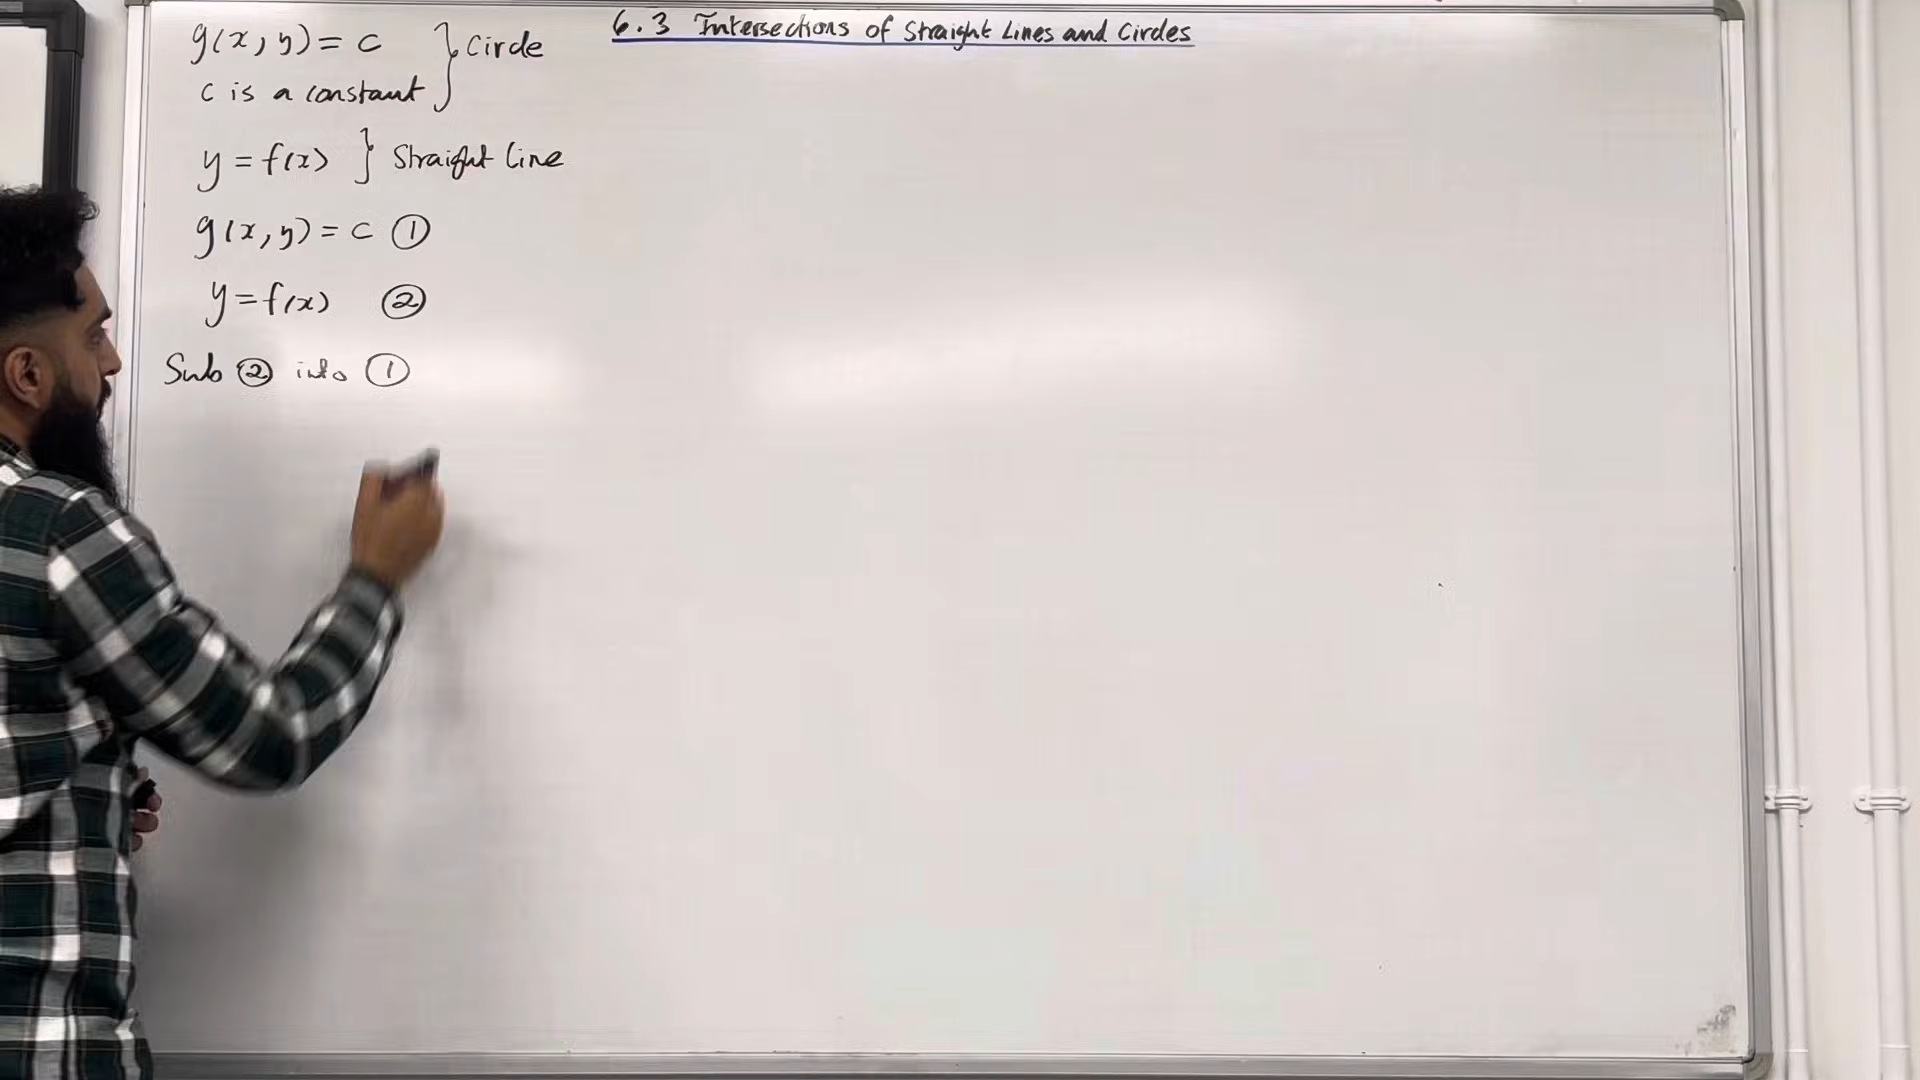 6.3 Intersections of Straight Lines and Circles
g(x,y) = c } Circle
c is a constant
y = f(x) } Straight Line
g(x,y) = c ①
y = f(x) ②
Sub ② into ①